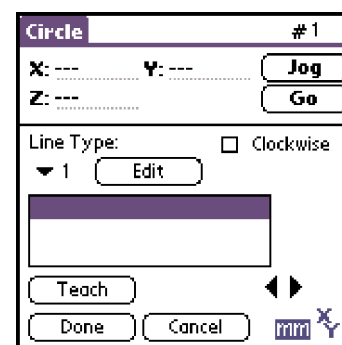 Circle #1
X: --- Y: --- Jog
Z: --- Go
Line Type: Clockwise
1 Edit
Teach
Done Cancel mm X Y